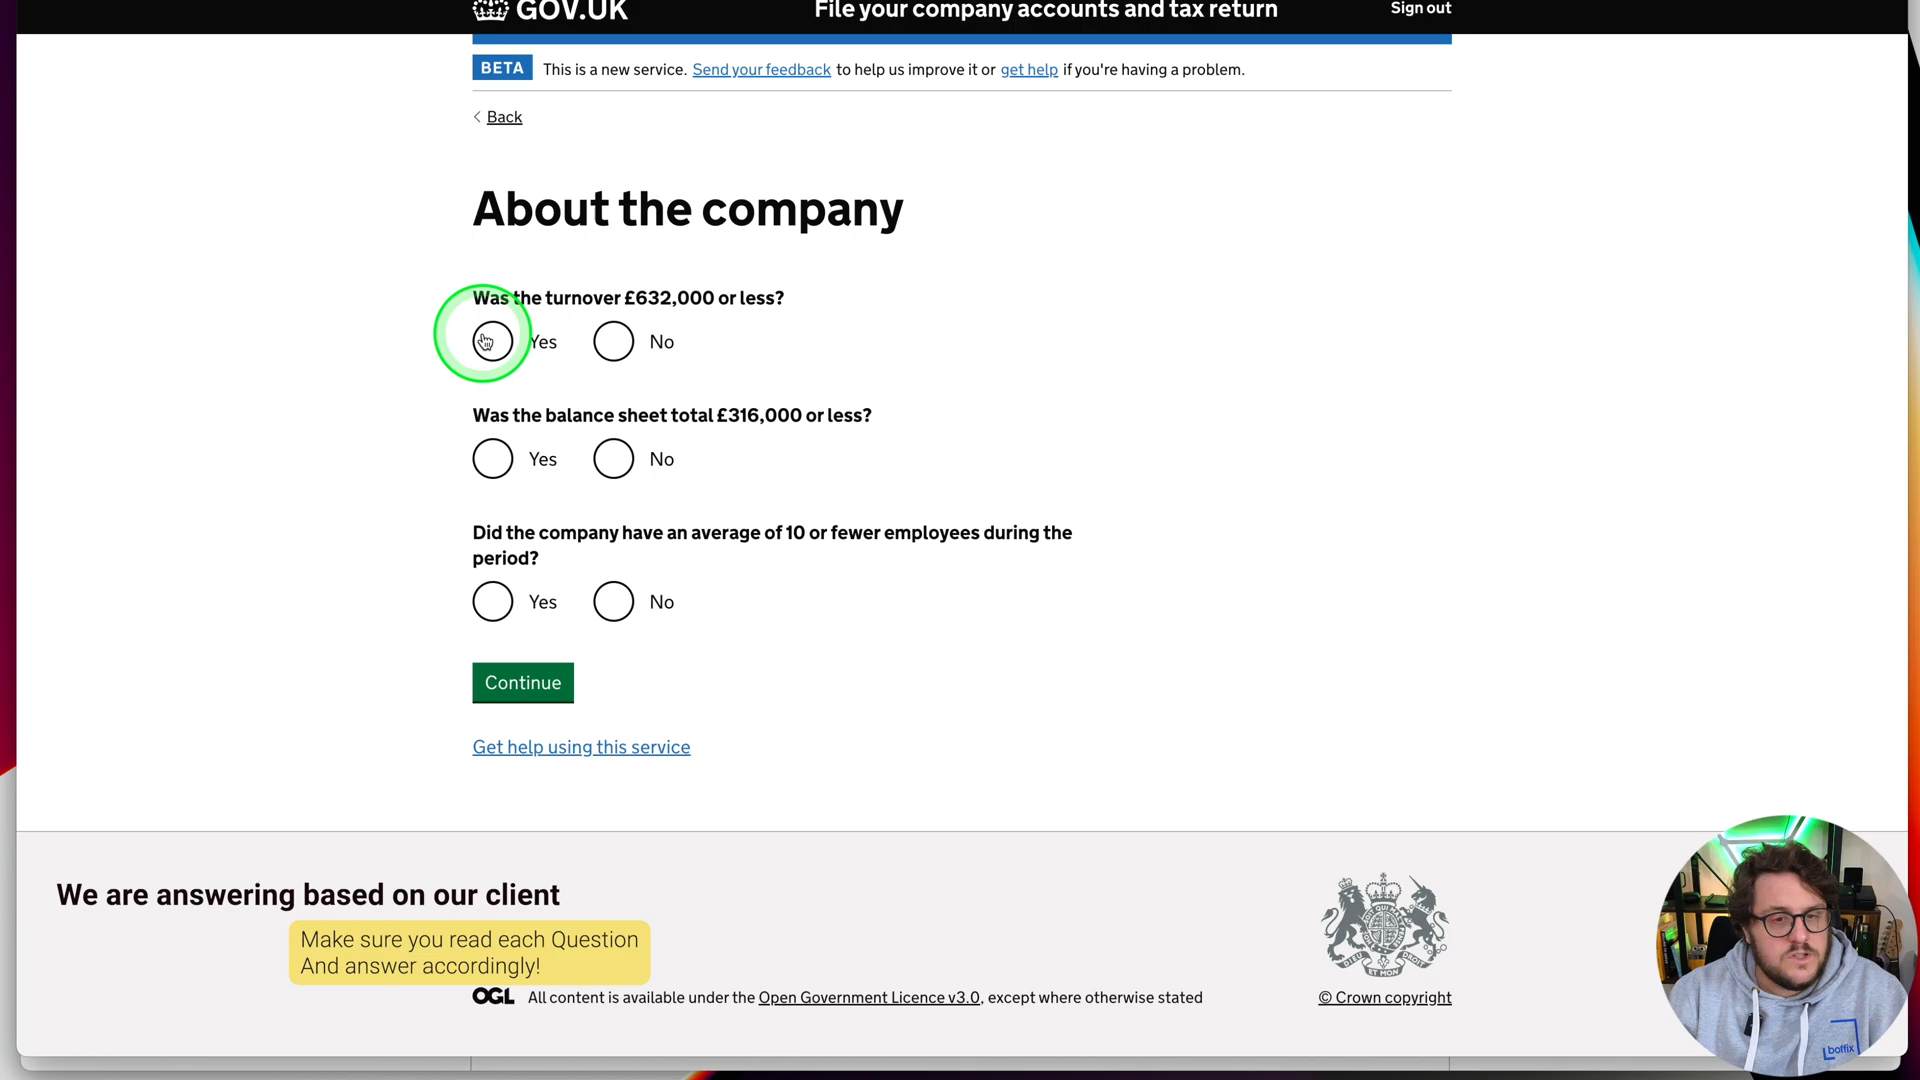 GOV.UK
File your company accounts and tax return
Sign out
BETA
This is a new service. Send your feedback to help us improve it or get help if you're having a problem.
Back
About the company
Was the turnover £632,000 or less?
Yes
No
Was the balance sheet total £316,000 or less?
Yes
No
Did the company have an average of 10 or fewer employees during the
period?
Yes
No
Continue
Get help using this service
We are answering based on our client
Make sure you read each Question
And answer accordingly!
OGL
All content is available under the Open Government Licence v3.0, except where otherwise stated
© Crown copyright
DIEU ET MON DROIT
boffix